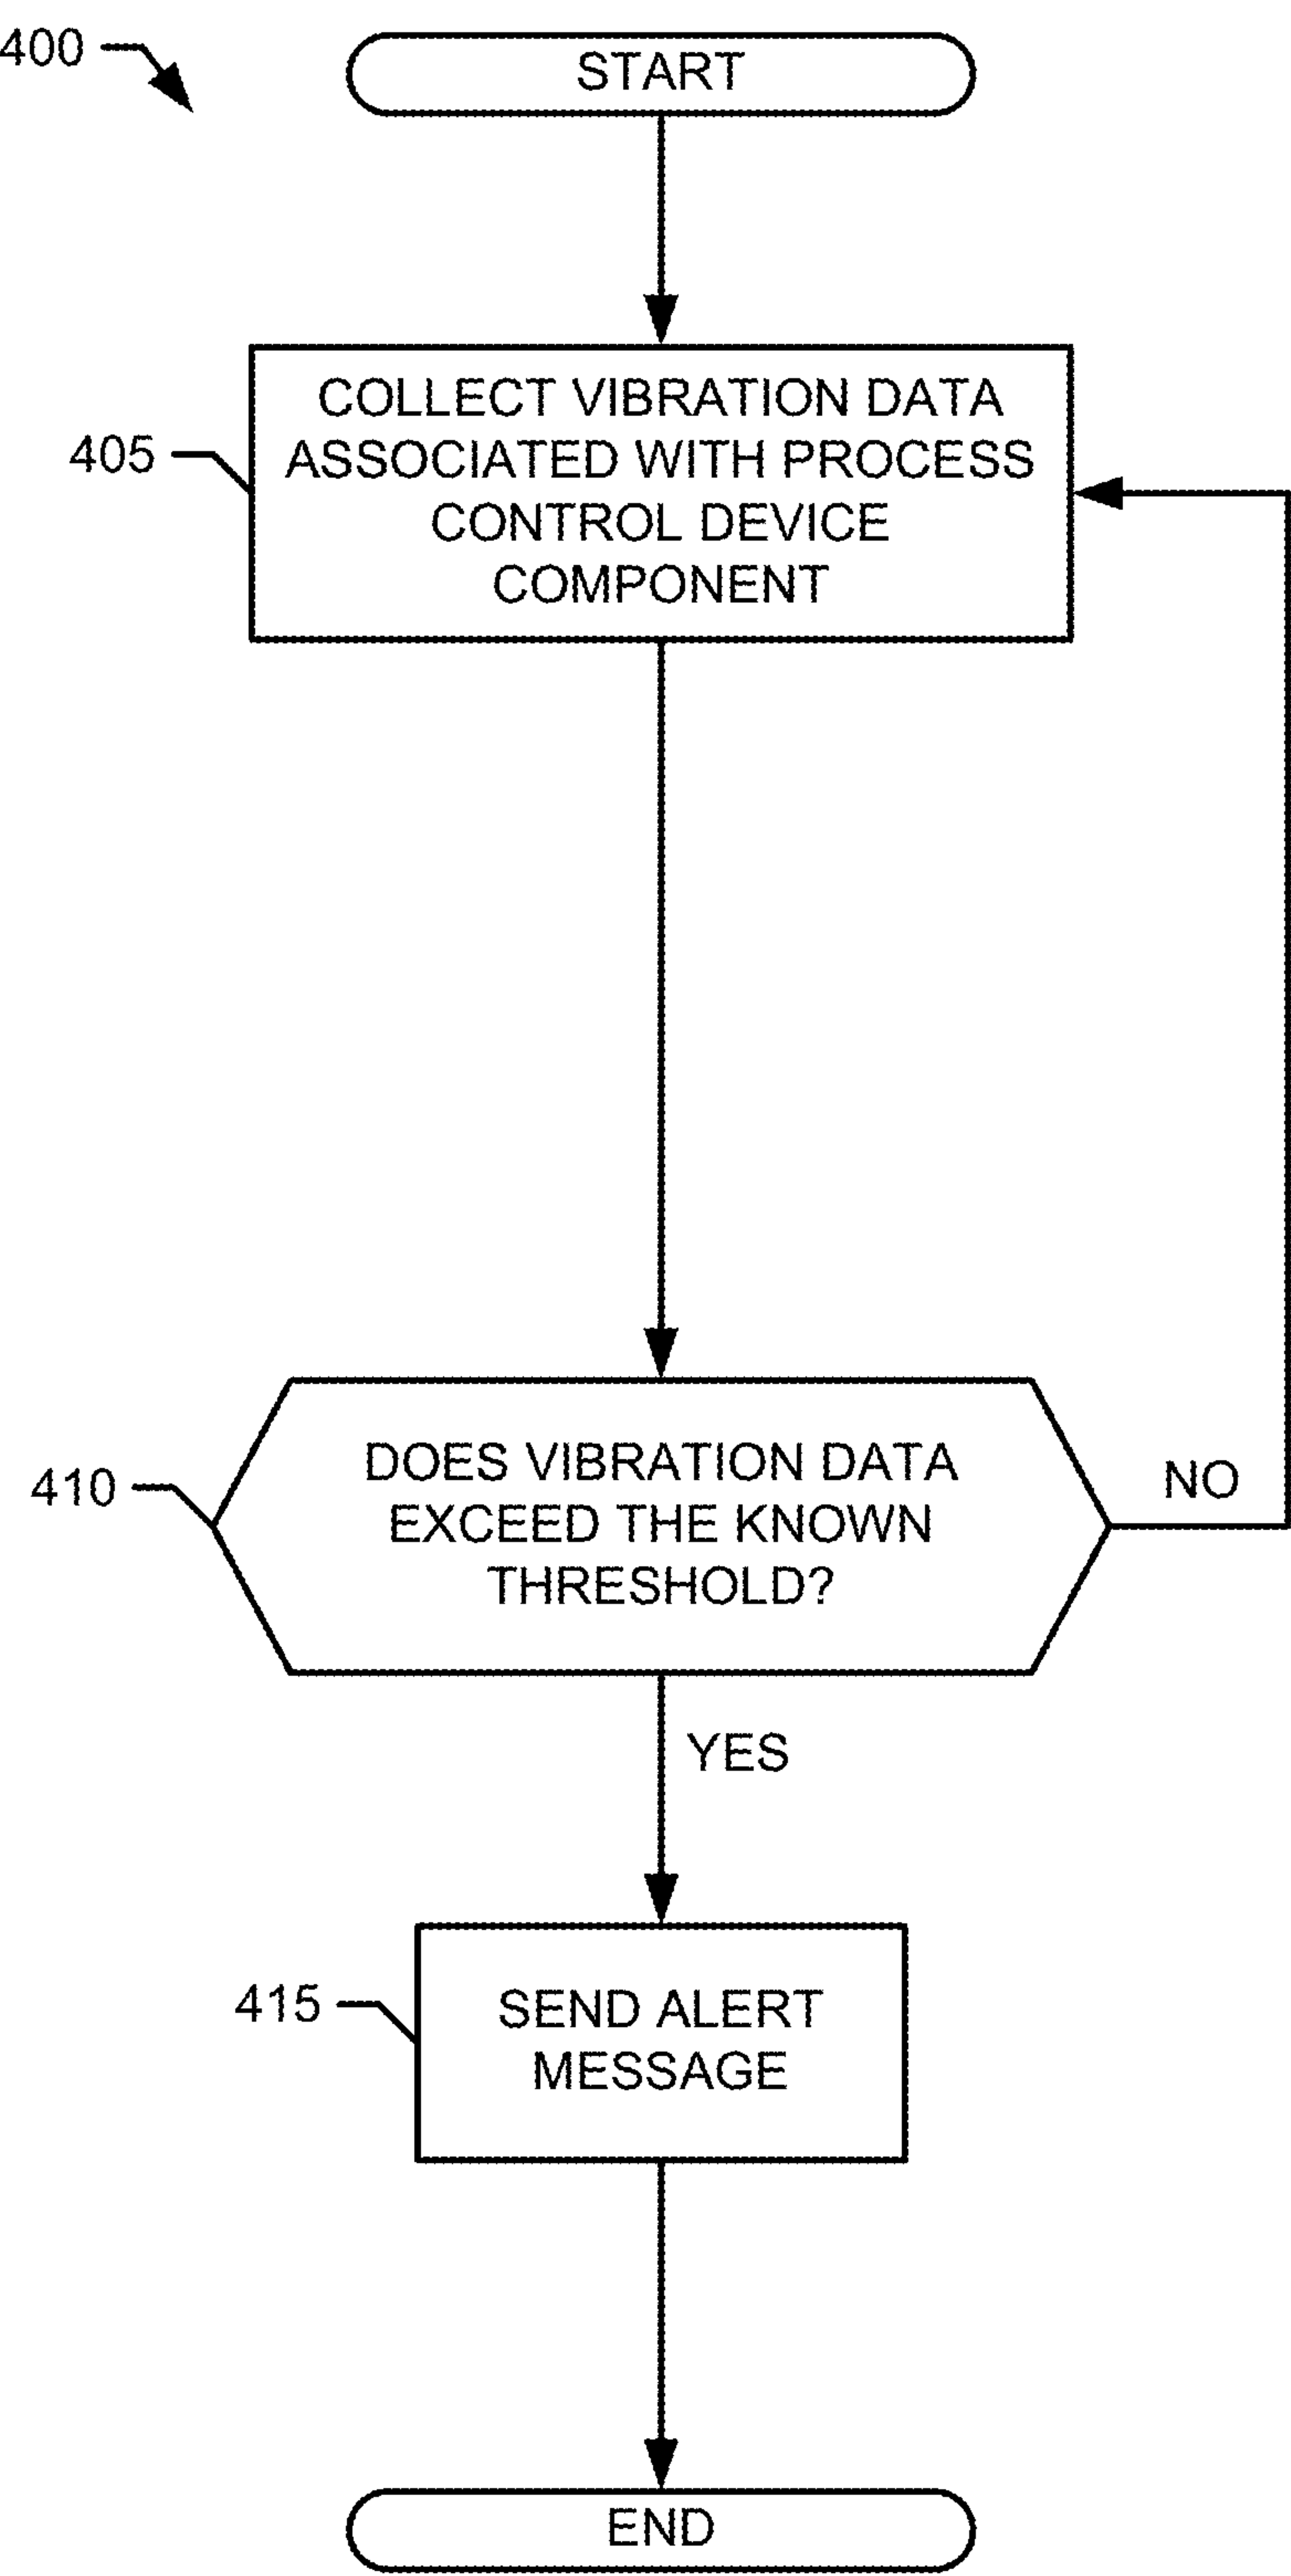 400
START
COLLECT VIBRATION DATA
405
ASSOCIATED WITH PROCESS
CONTROL DEVICE
COMPONENT
DOES VIBRATION DATA
410
EXCEED THE KNOWN
THRESHOLD?
NO
YES
415
SEND ALERT
MESSAGE
END